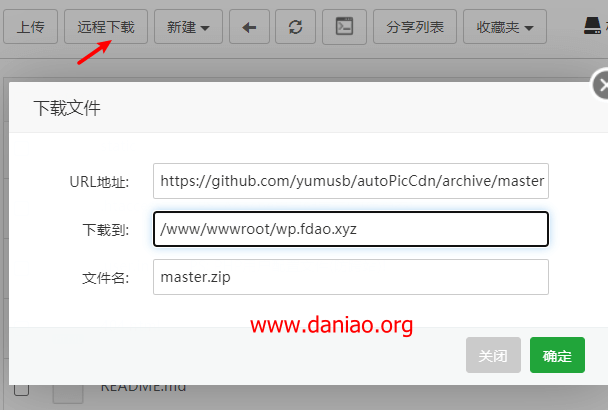 上传 远程下载 新建 分享列表 收藏夹
下载文件
URL地址: https://github.com/yumusb/autoPicCdn/archive/master
下载到: /www/wwwroot/wp.fdao.xyz
文件名: master.zip
www.daniao.org
关闭 确定
README.md